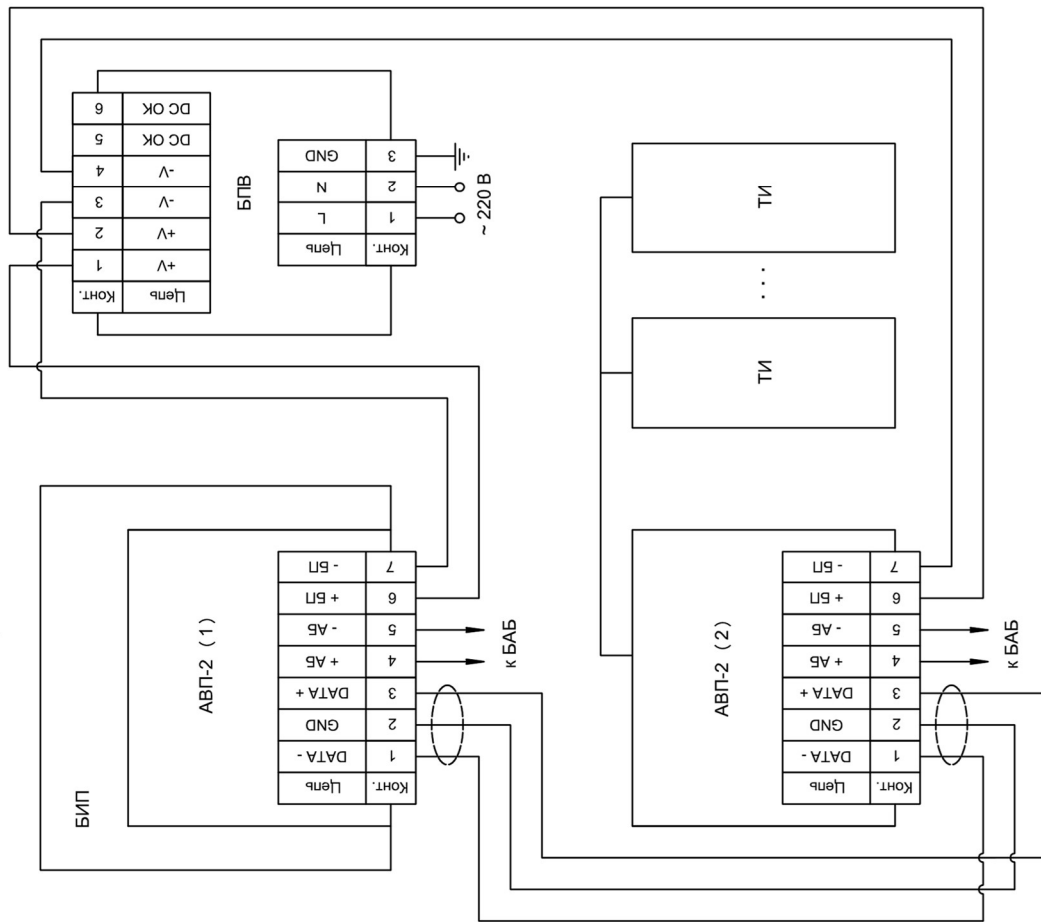 БИП
АВП-2 (1)
Конт. Цепь
1 DATA -
2 GND
3 DATA +
4 + АБ
5 - АБ
6 + БП
7 - БП
к БАБ
БПВ
Цепь Конт.
+V 1
+V 2
-V 3
-V 4
DC OK 5
DC OK 6
Конт. Цепь
1 L
2 N
3 GND
~ 220 В
АВП-2 (2)
Конт. Цепь
1 DATA -
2 GND
3 DATA +
4 + АБ
5 - АБ
6 + БП
7 - БП
к БАБ
ТИ
. . .
ТИ